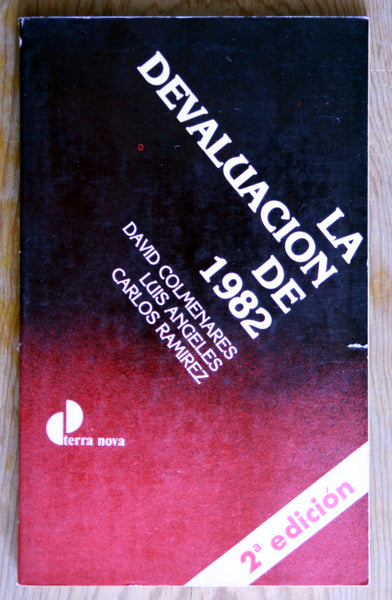 LA
DEVALUACION
DE
1982
DAVID COLMENARES
LUIS ANGELES
CARLOS RAMIREZ
terra nova
2ª edición